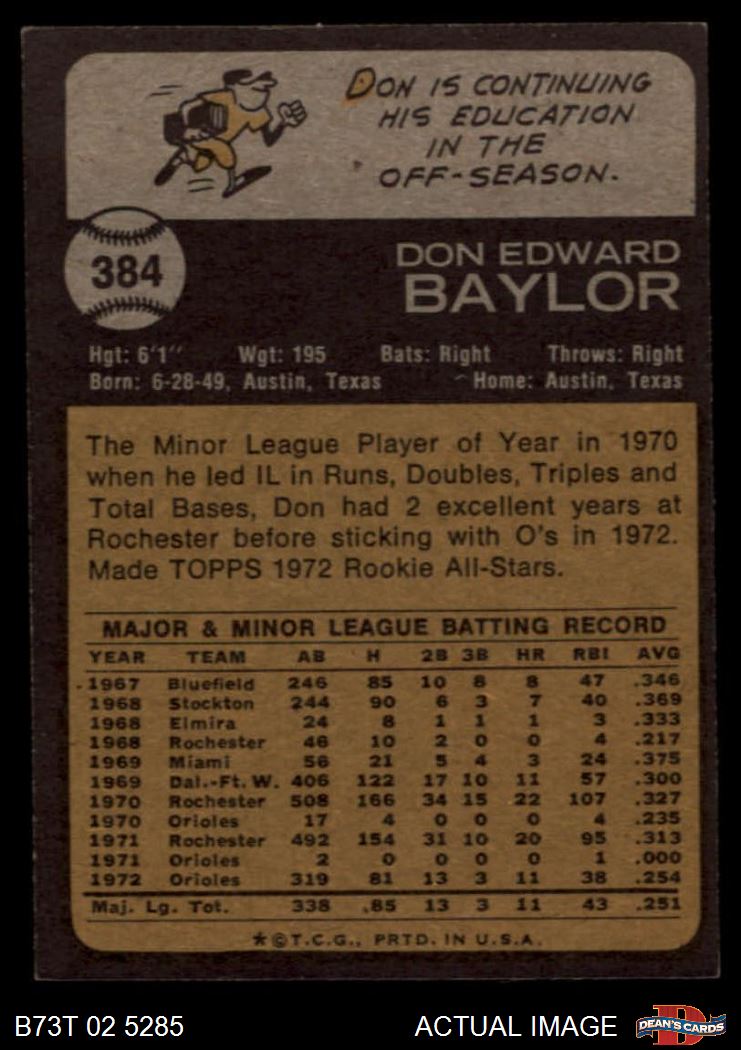 DON IS CONTINUING
HIS EDUCATION
IN THE
OFF-SEASON.
384
DON EDWARD
BAYLOR
Hgt: 6'1" Wgt: 195 Bats: Right Throws: Right
Born: 6-28-49, Austin, Texas Home: Austin, Texas
The Minor League Player of Year in 1970
when he led IL in Runs, Doubles, Triples and
Total Bases, Don had 2 excellent years at
Rochester before sticking with O's in 1972.
Made TOPPS 1972 Rookie All-Stars.
MAJOR & MINOR LEAGUE BATTING RECORD
YEAR TEAM AB H 2B 3B HR RBI AVG
1967 Bluefield 246 85 10 8 8 47 .346
1968 Stockton 244 90 6 3 7 40 .369
1968 Elmira 24 8 1 1 1 3 .333
1968 Rochester 46 10 2 0 0 4 .217
1969 Miami 56 21 5 4 3 24 .375
1969 Dal.-Ft. W. 406 122 17 10 11 57 .300
1970 Rochester 508 166 34 15 22 107 .327
1970 Orioles 17 4 0 0 0 4 .235
1971 Rochester 492 154 31 10 20 95 .313
1971 Orioles 2 0 0 0 0 1 .000
1972 Orioles 319 81 13 3 11 38 .254
Maj. Lg. Tot. 338 85 13 3 11 43 .251
*©T.C.G., PRTD. IN U.S.A.
B73T 02 5285 ACTUAL IMAGE D DEAN'S CARDS